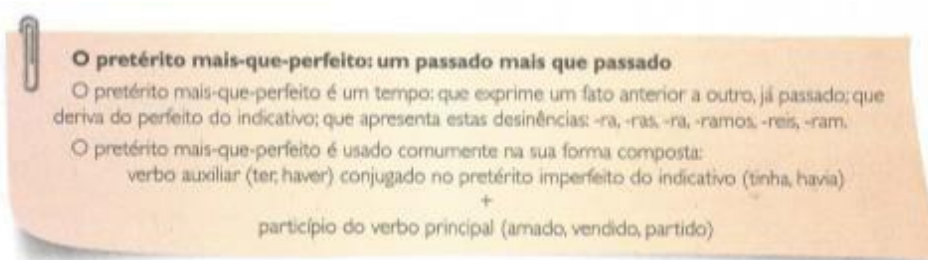 O pretérito mais-que-perfeito: um passado mais que passado
O pretérito mais-que-perfeito é um tempo: que exprime um fato anterior a outro, já passado; que
deriva do perfeito do indicativo; que apresenta estas desinências: -ra, -ras, -ra, -ramos, -reis, -ram.
O pretérito mais-que-perfeito é usado comumente na sua forma composta:
verbo auxiliar (ter, haver) conjugado no pretérito imperfeito do indicativo (tinha, havia)
+
particípio do verbo principal (amado, vendido, partido)